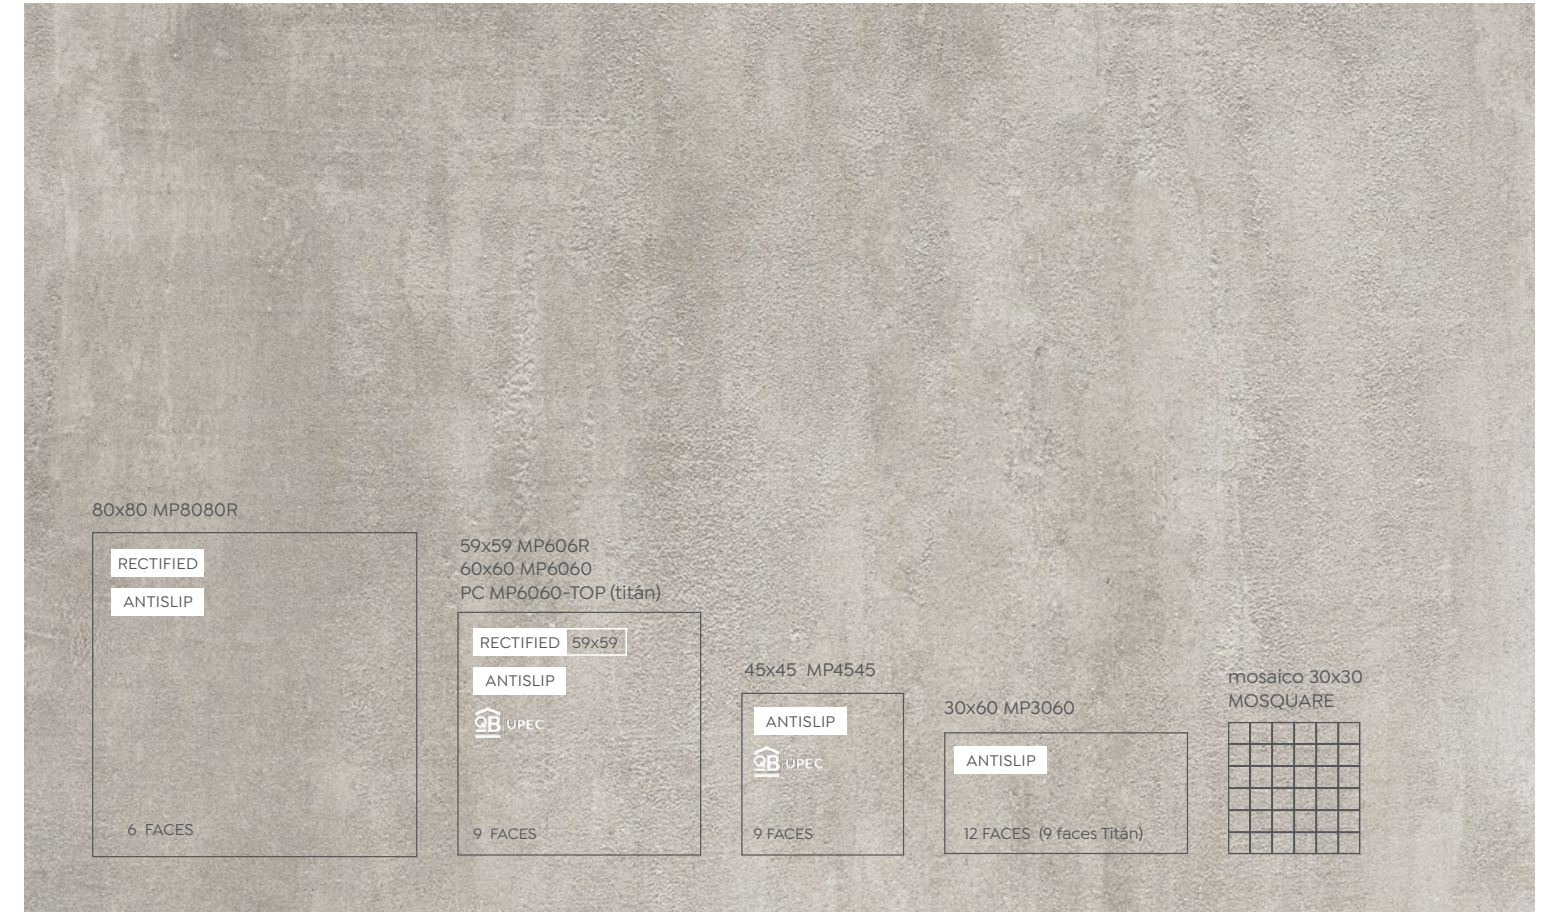 80x80 MP8080R
RECTIFIED
ANTISLIP
6 FACES
59x59 MP606R
60x60 MP6060
PC MP6060-TOP (titán)
RECTIFIED 59x59
ANTISLIP
QB UPEC
9 FACES
45x45 MP4545
ANTISLIP
QB UPEC
9 FACES
30x60 MP3060
ANTISLIP
12 FACES (9 faces Titán)
mosaico 30x30
MOSQUARE